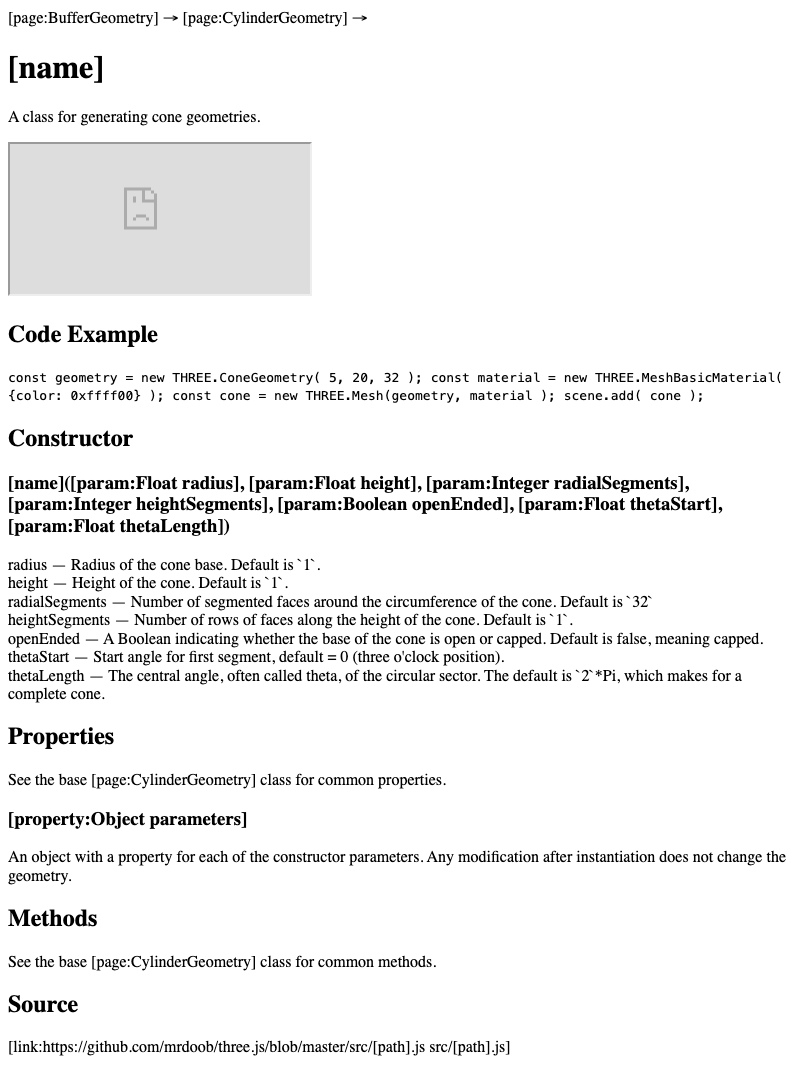 [page:BufferGeometry] → [page:CylinderGeometry] →
[name]
A class for generating cone geometries.
Code Example
const geometry = new THREE.ConeGeometry( 5, 20, 32 ); const material = new THREE.MeshBasicMaterial(
{color: 0xffff00} ); const cone = new THREE.Mesh(geometry, material ); scene.add( cone );
Constructor
[name]([param:Float radius], [param:Float height], [param:Integer radialSegments],
[param:Integer heightSegments], [param:Boolean openEnded], [param:Float thetaStart],
[param:Float thetaLength])
radius — Radius of the cone base. Default is `1`.
height — Height of the cone. Default is `1`.
radialSegments — Number of segmented faces around the circumference of the cone. Default is `32`
heightSegments — Number of rows of faces along the height of the cone. Default is `1`.
openEnded — A Boolean indicating whether the base of the cone is open or capped. Default is false, meaning capped.
thetaStart — Start angle for first segment, default = 0 (three o'clock position).
thetaLength — The central angle, often called theta, of the circular sector. The default is `2`*Pi, which makes for a
complete cone.
Properties
See the base [page:CylinderGeometry] class for common properties.
[property:Object parameters]
An object with a property for each of the constructor parameters. Any modification after instantiation does not change the
geometry.
Methods
See the base [page:CylinderGeometry] class for common methods.
Source
[link:https://github.com/mrdoob/three.js/blob/master/src/[path].js src/[path].js]